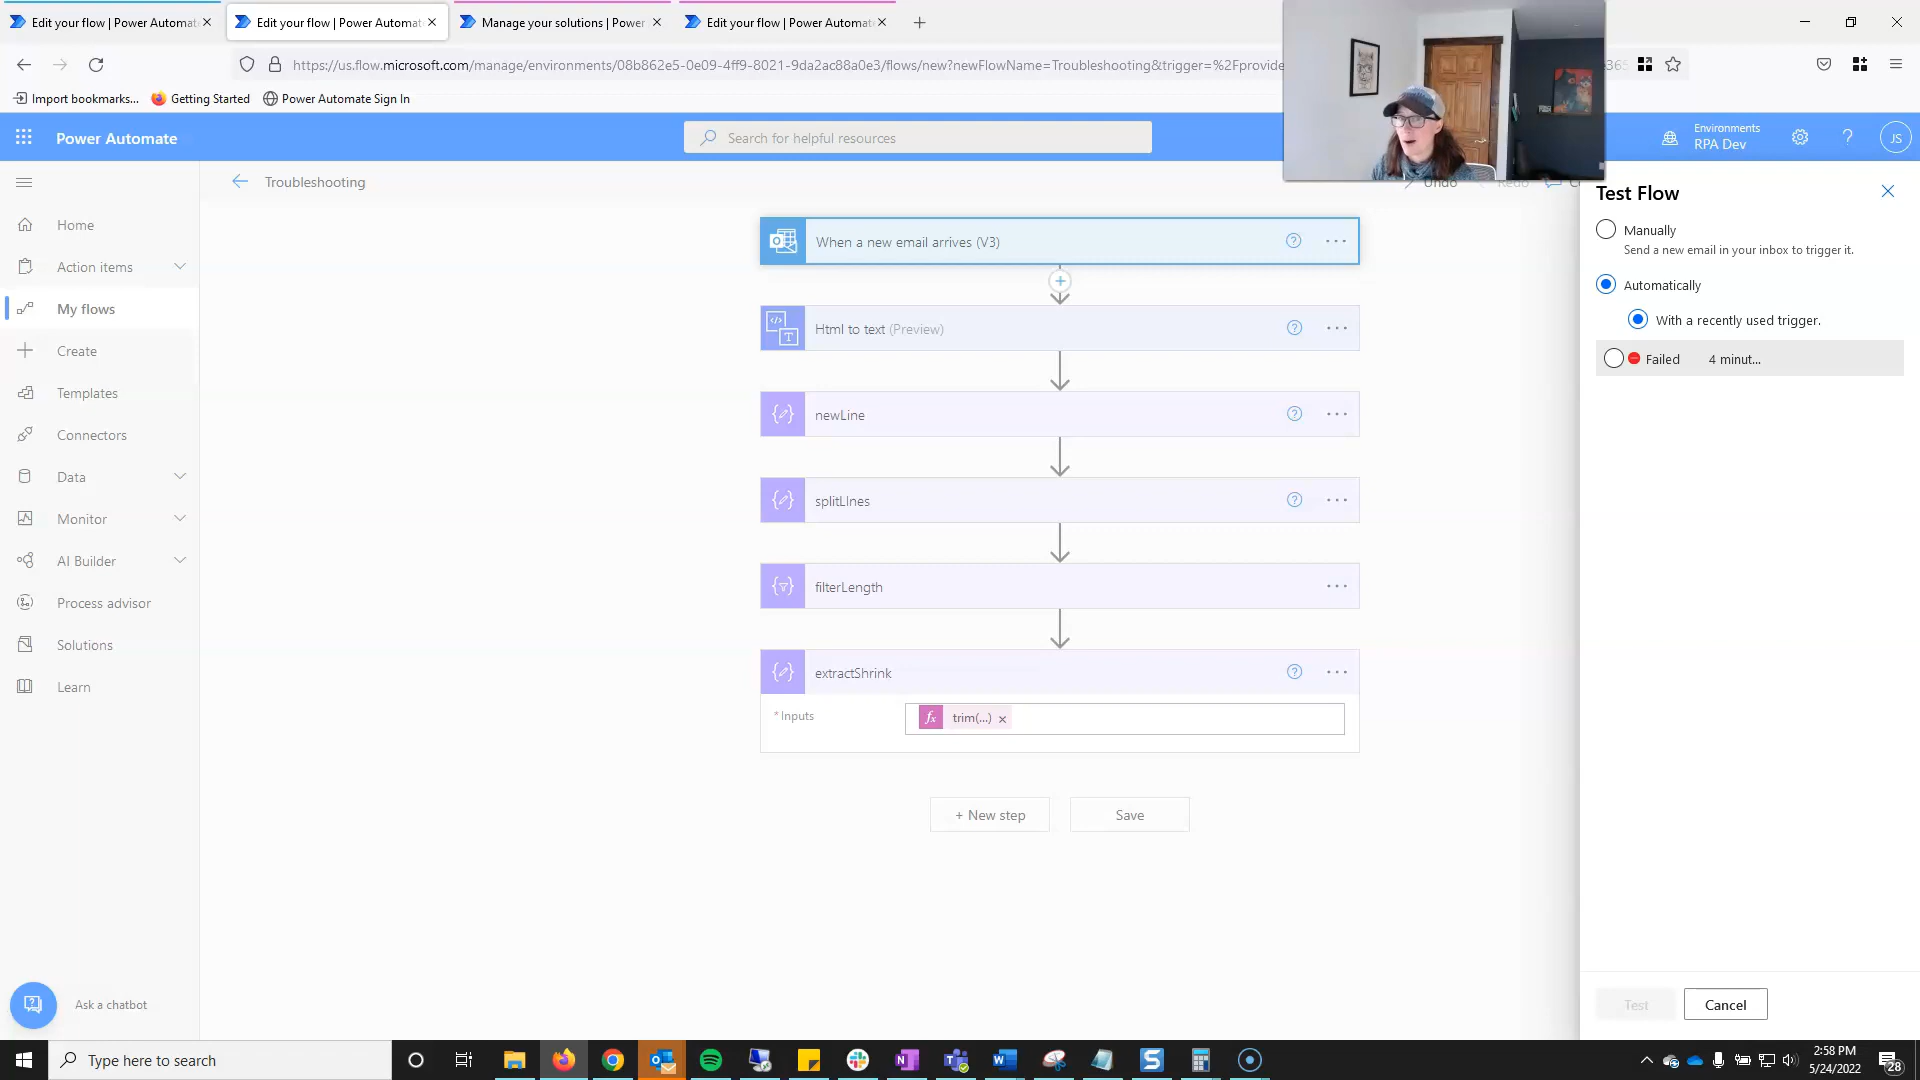 Edit your flow | Power Automate
Edit your flow | Power Automat
Manage your solutions | Power
Edit your flow | Power Automate
https://us.flow.microsoft.com/manage/environments/08b862e5-0e09-4ff9-8021-9da2ac88a0e3/flows/new?newFlowName=Troubleshooting&trigger=%2Fprovide
Import bookmarks...
Getting Started
Power Automate Sign In
Power Automate
Search for helpful resources
Environments
RPA Dev
JS
Troubleshooting
Undo
Redo
Home
Action items
My flows
Create
Templates
Connectors
Data
Monitor
AI Builder
Process advisor
Solutions
Learn
Ask a chatbot
When a new email arrives (V3)
Html to text (Preview)
newLine
splitLInes
filterLength
extractShrink
* Inputs
fx trim(...) ×
+ New step
Save
Test Flow
Manually
Send a new email in your inbox to trigger it.
Automatically
With a recently used trigger.
Failed 4 minut...
Test
Cancel
Type here to search
2:58 PM
5/24/2022
28